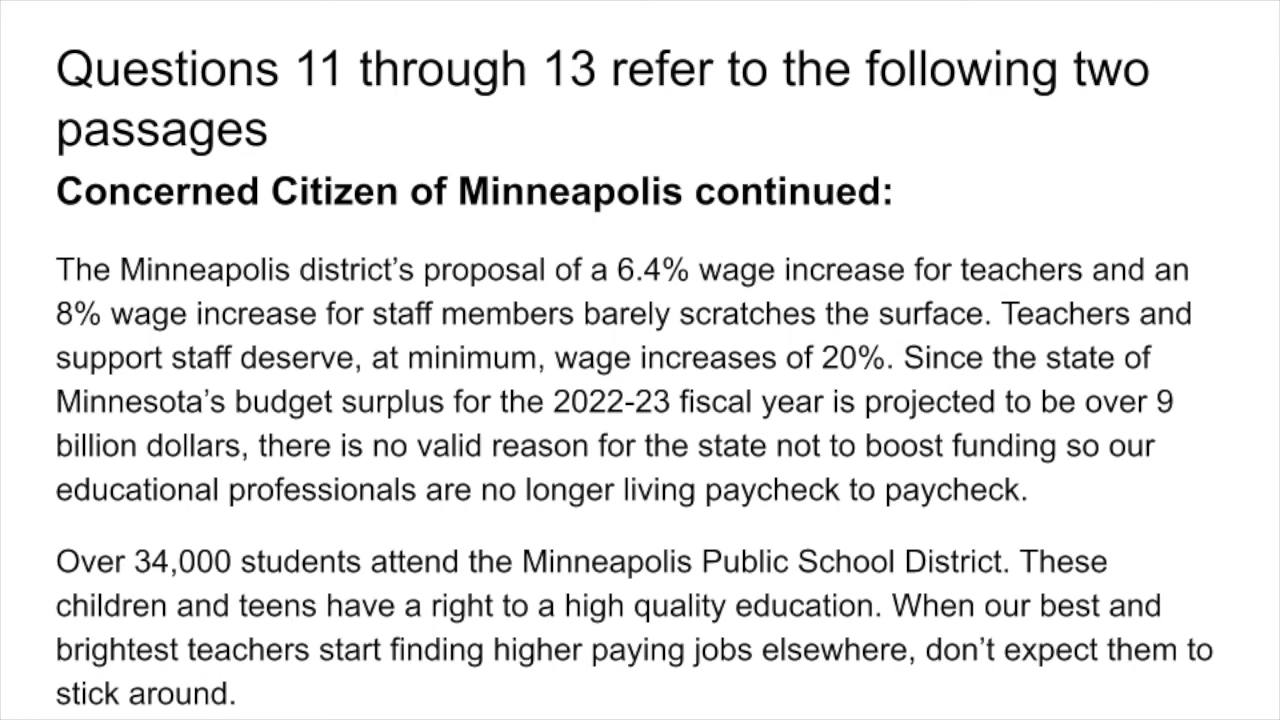 Questions 11 through 13 refer to the following two
passages
Concerned Citizen of Minneapolis continued:
The Minneapolis district’s proposal of a 6.4% wage increase for teachers and an
8% wage increase for staff members barely scratches the surface. Teachers and
support staff deserve, at minimum, wage increases of 20%. Since the state of
Minnesota’s budget surplus for the 2022-23 fiscal year is projected to be over 9
billion dollars, there is no valid reason for the state not to boost funding so our
educational professionals are no longer living paycheck to paycheck.
Over 34,000 students attend the Minneapolis Public School District. These
children and teens have a right to a high quality education. When our best and
brightest teachers start finding higher paying jobs elsewhere, don’t expect them to
stick around.